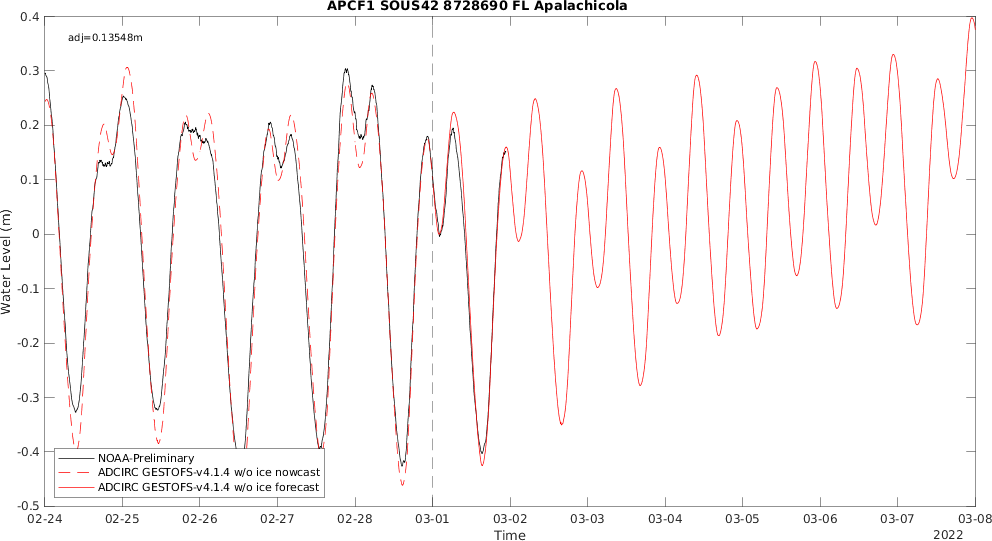 APCF1 SOUS42 8728690 FL Apalachicola
0.4
adj=0.13548m
0.3
0.2
0.1
0
-0.1
-0.2
-0.3
-0.4
-0.5
Water Level (m)
NOAA-Preliminary
ADCIRC GESTOFS-v4.1.4 w/o ice nowcast
ADCIRC GESTOFS-v4.1.4 w/o ice forecast
02-24 02-25 02-26 02-27 02-28 03-01 03-02 03-03 03-04 03-05 03-06 03-07 03-08
Time
2022